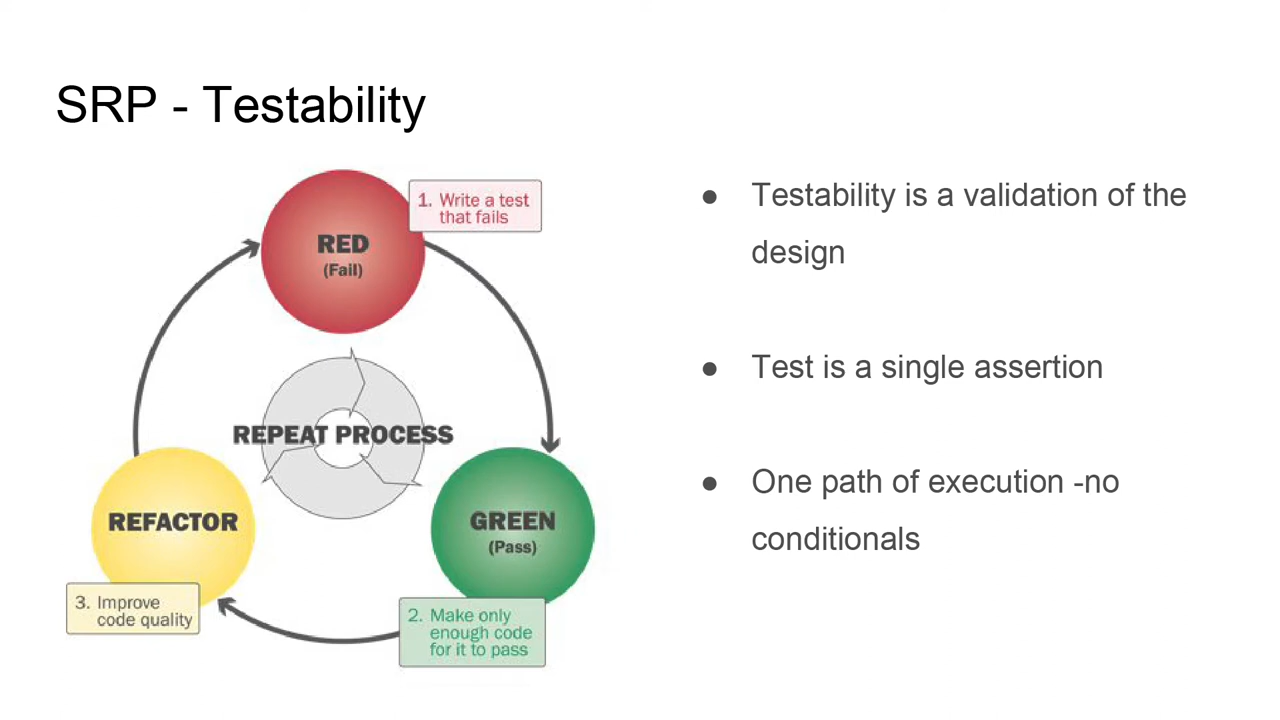 SRP - Testability
1. Write a test
that fails
RED
(Fail)
REPEAT PROCESS
REFACTOR
GREEN
(Pass)
3. Improve
code quality
2. Make only
enough code
for it to pass
● Testability is a validation of the
design
● Test is a single assertion
● One path of execution -no
conditionals